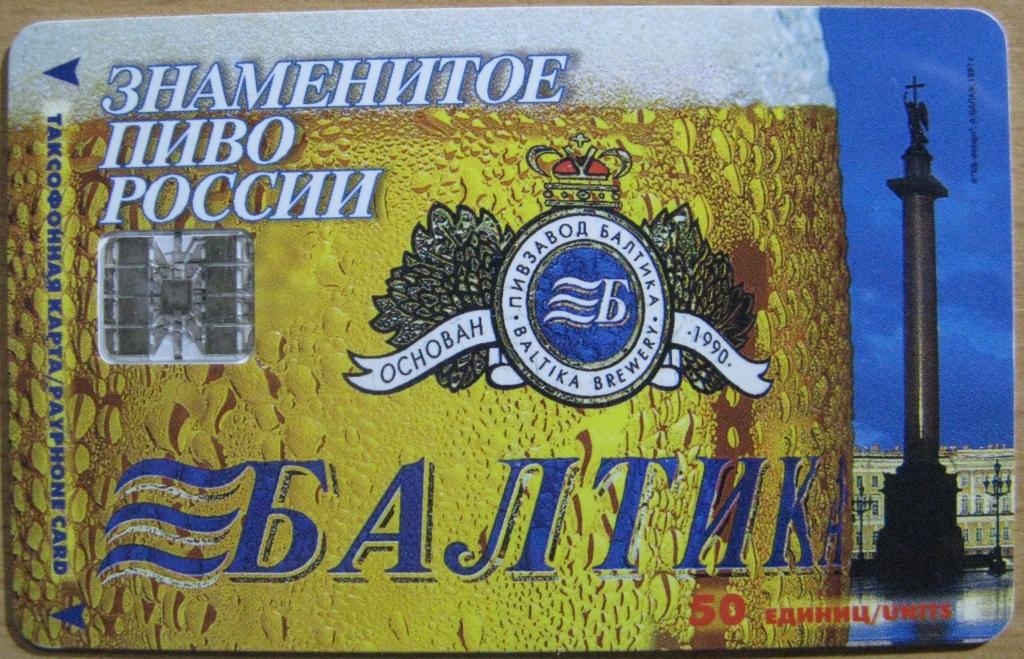 ЗНАМЕНИТОЕ
ПИВО
РОССИИ
ТАКСОФОННАЯ КАРТА/PAYPHONE CARD
ПИВЗАВОД БАЛТИКА
BALTIKA BREWERY
Б
ОСНОВАН
1990
БАЛТИКА
50 ЕДИНИЦ/UNITS